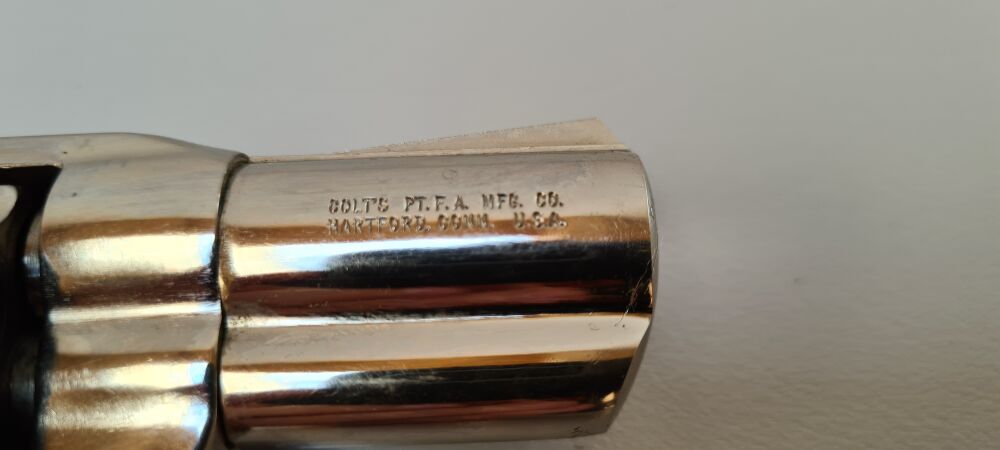 COLT'S PT. F. A. MFG. CO.
HARTFORD, CONN. U.S.A.